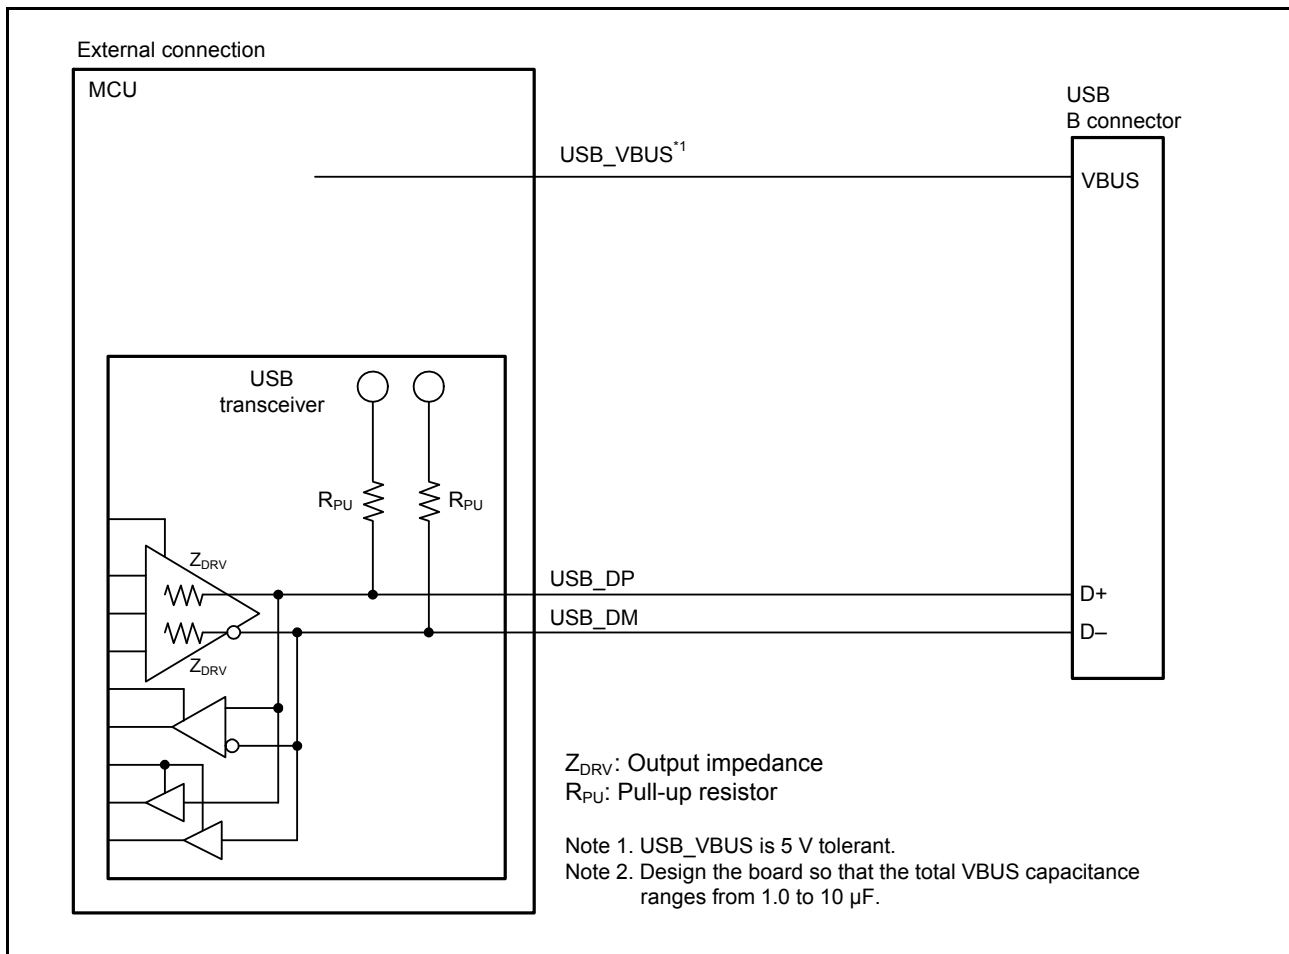 External connection
MCU
USB
B connector
USB_VBUS*1
VBUS
USB
transceiver
RPU
RPU
ZDRV
USB_DP
D+
USB_DM
D–
ZDRV
ZDRV: Output impedance
RPU: Pull-up resistor
Note 1. USB_VBUS is 5 V tolerant.
Note 2. Design the board so that the total VBUS capacitance
ranges from 1.0 to 10 µF.